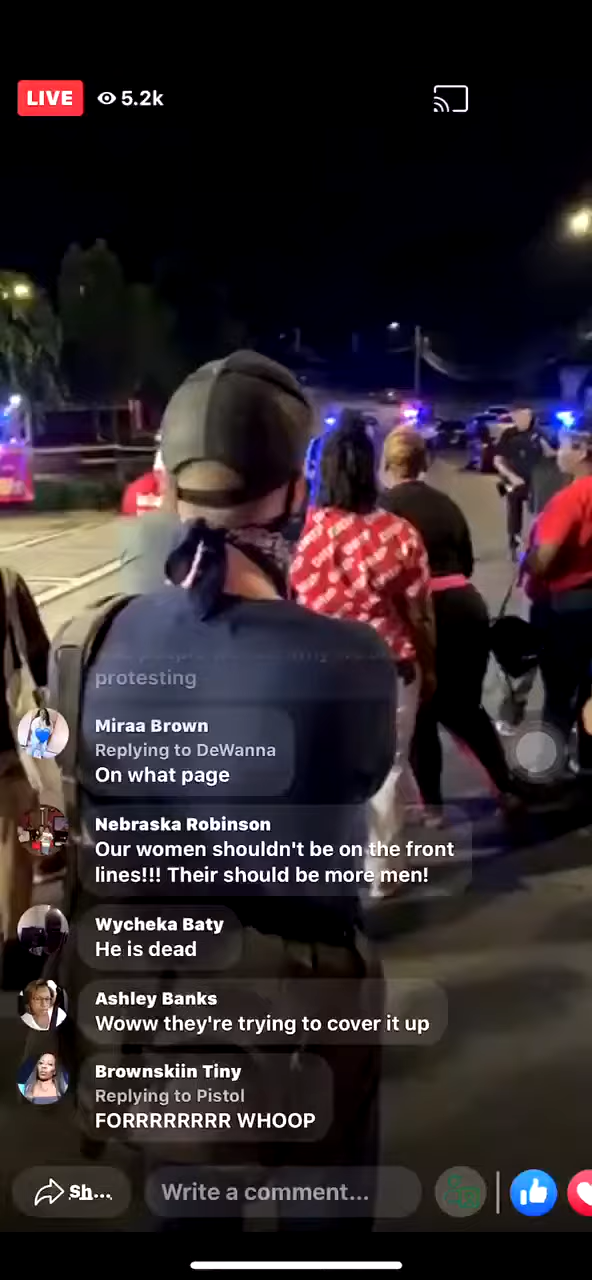 LIVE 5.2k
protesting
Miraa Brown
Replying to DeWanna
On what page
Nebraska Robinson
Our women shouldn't be on the front
lines!!! Their should be more men!
Wycheka Baty
He is dead
Ashley Banks
Woww they're trying to cover it up
Brownskiin Tiny
Replying to Pistol
FORRRRRRR WHOOP
Sh...
Write a comment...